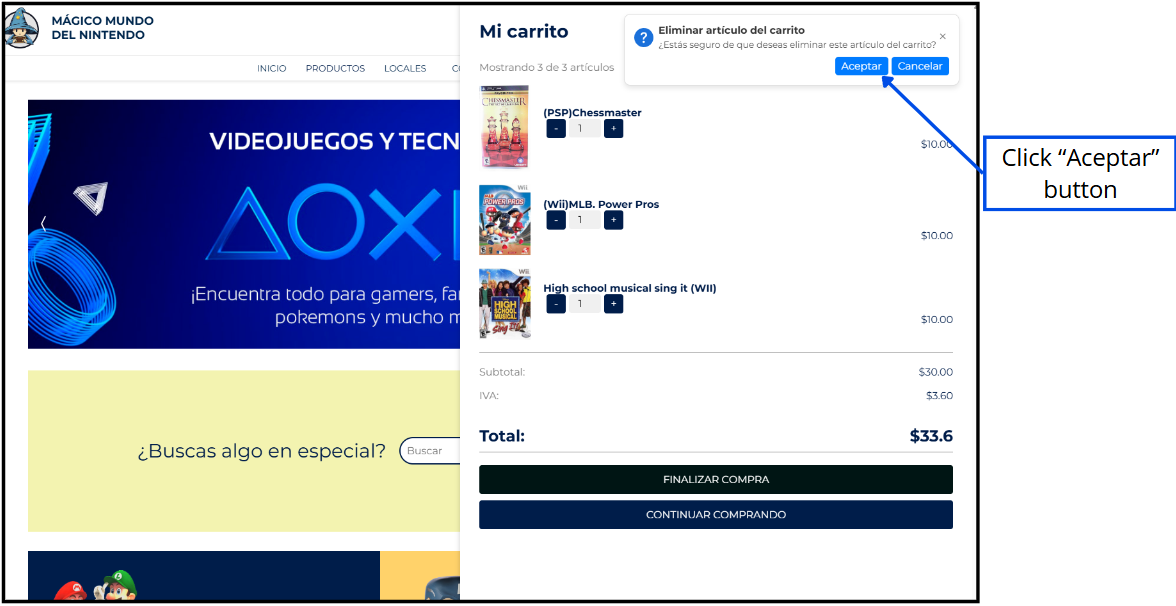 MÁGICO MUNDO
DEL NINTENDO
INICIO PRODUCTOS LOCALES
VIDEOJUEGOS Y TECN
¡Encuentra todo para gamers, fa
pokemons y mucho m
¿Buscas algo en especial?
Buscar
Mi carrito
Mostrando 3 de 3 artículos
Eliminar artículo del carrito
¿Estás seguro de que deseas eliminar este artículo del carrito?
Aceptar Cancelar
CHESSMASTER
(PSP)Chessmaster
- 1 +
$10.00
Wii
POWER PROS
(Wii)MLB. Power Pros
- 1 +
$10.00
Wii
HIGH
SCHOOL
MUSICAL
Sing It!
High school musical sing it (WII)
- 1 +
$10.00
Subtotal: $30.00
IVA: $3.60
Total: $33.6
FINALIZAR COMPRA
CONTINUAR COMPRANDO
Click “Aceptar”
button